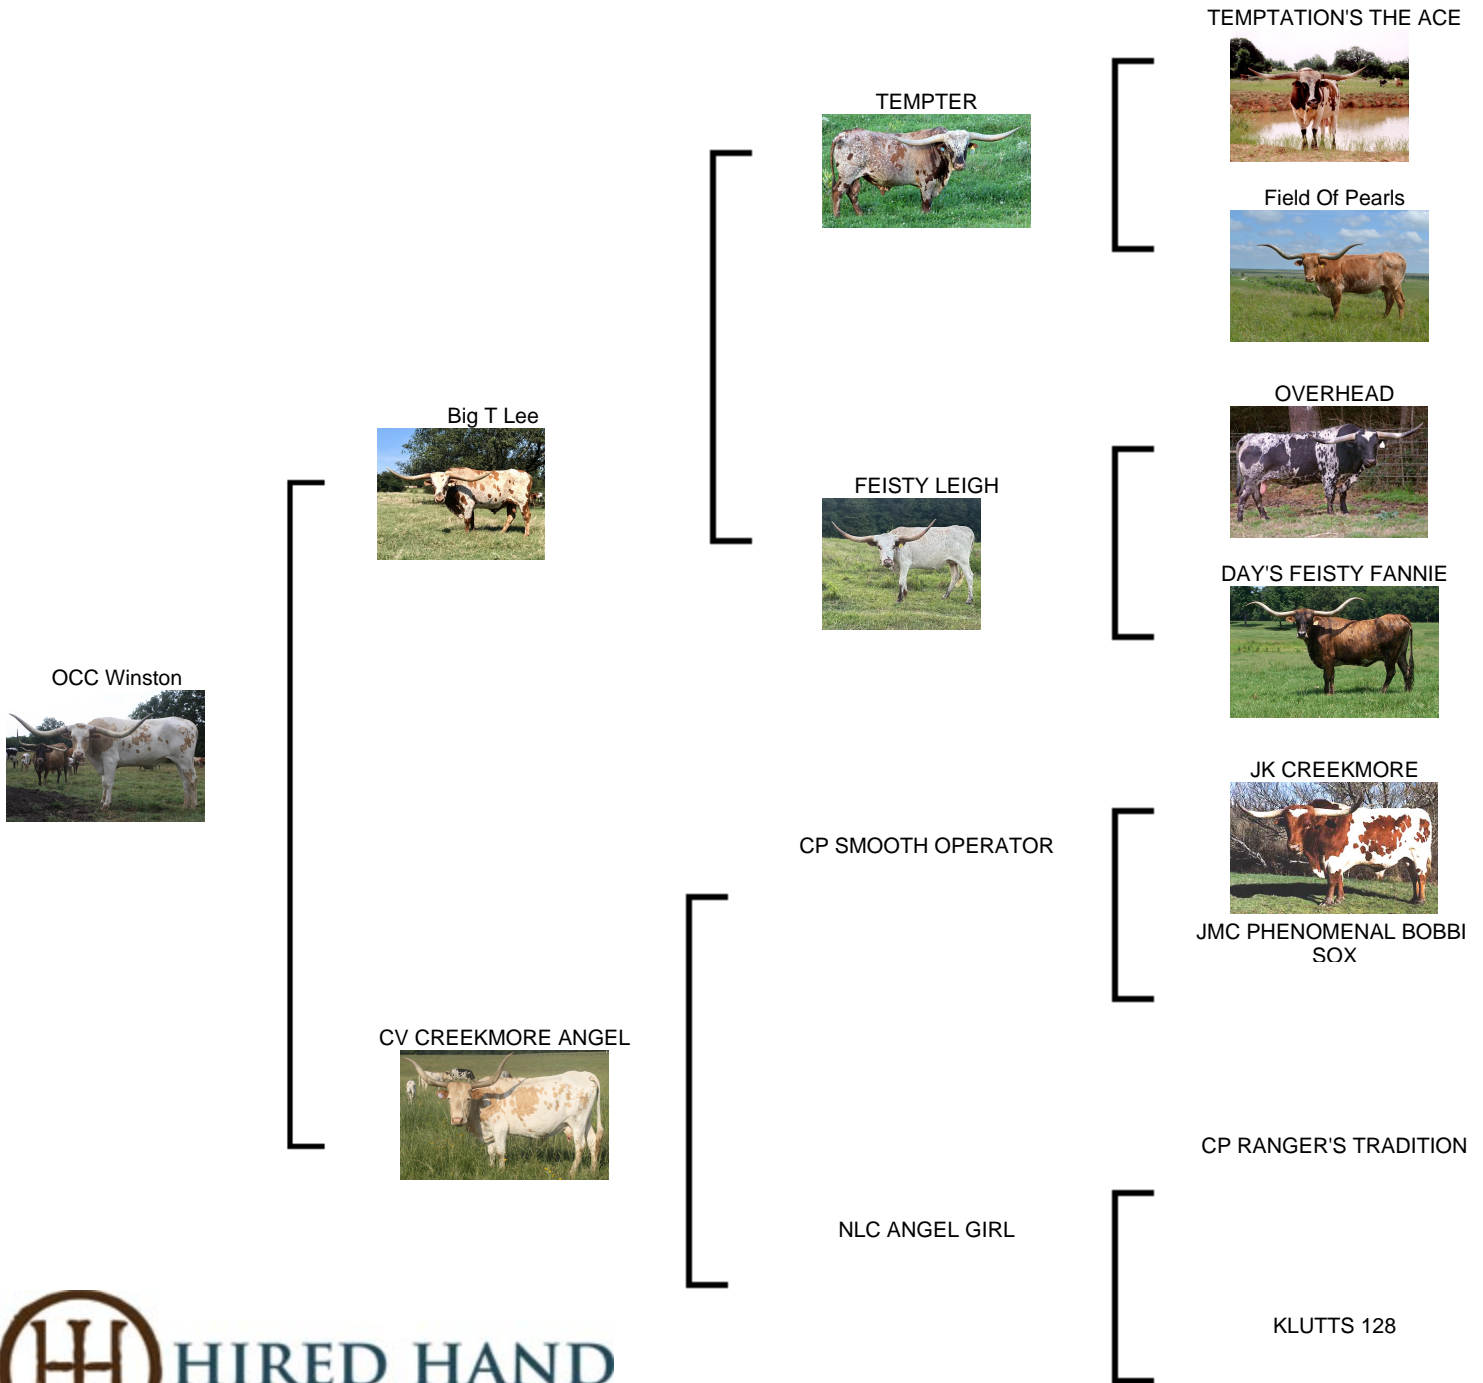 TEMPTATION'S THE ACE
TEMPTER
Field Of Pearls
OVERHEAD
Big T Lee
FEISTY LEIGH
DAY'S FEISTY FANNIE
OCC Winston
JK CREEKMORE
CP SMOOTH OPERATOR
JMC PHENOMENAL BOBBI
SOX
CV CREEKMORE ANGEL
CP RANGER'S TRADITION
NLC ANGEL GIRL
KLUTTS 128
HIRED HAND